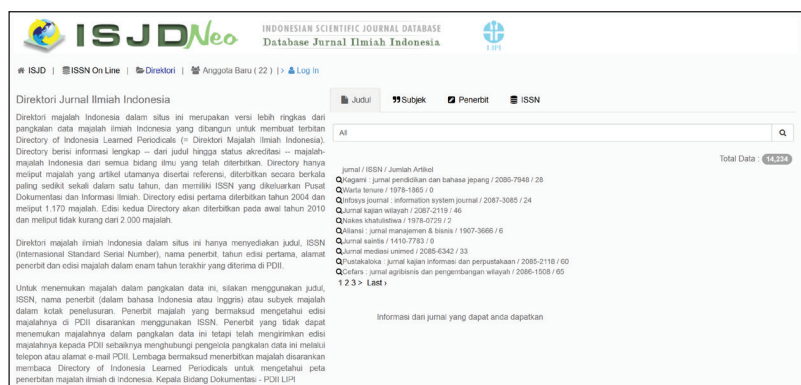 ISJDNeo
INDONESIAN SCIENTIFIC JOURNAL DATABASE
Database Jurnal Ilmiah Indonesia
LIPI
ISJD | ISSN On Line | Direktori | Anggota Baru ( 22 ) |> Log In
Direktori Jurnal Ilmiah Indonesia
Direktori majalah Indonesia dalam situs ini merupakan versi lebih ringkas dari
pangkalan data majalah ilmiah Indonesia yang dibangun untuk membuat terbitan
Directory of Indonesia Learned Periodicals (= Direktori Majalah Ilmiah Indonesia).
Directory berisi informasi lengkap -- dari judul hingga status akreditasi -- majalah-
majalah Indonesia dari semua bidang ilmu yang telah diterbitkan. Directory hanya
meliput majalah yang artikel utamanya disertai referensi, diterbitkan secara berkala
paling sedikit sekali dalam satu tahun, dan memiliki ISSN yang dikeluarkan Pusat
Dokumentasi dan Informasi Ilmiah. Directory edisi pertama diterbitkan tahun 2004 dan
meliput 1.170 majalah. Edisi kedua Directory akan diterbitkan pada awal tahun 2010
dan meliput tidak kurang dari 2.000 majalah.
Direktori majalah ilmiah Indonesia dalam situs ini hanya menyediakan judul, ISSN
(Internasional Standard Serial Number), nama penerbit, tahun edisi pertama, alamat
penerbit dan edisi majalah dalam enam tahun terakhir yang diterima di PDII.
Untuk menemukan majalah dalam pangkalan data ini, silakan menggunakan judul,
ISSN, nama penerbit (dalam bahasa Indonesia atau Inggris) atau subyek majalah
dalam kotak penelusuran. Penerbit majalah yang bermaksud mengetahui edisi
majalahnya di PDII disarankan menggunakan ISSN. Penerbit yang tidak dapat
menemukan majalahnya dalam pangkalan data ini tetapi telah mengirimkan edisi
majalahnya kepada PDII sebaiknya menghubungi pengelola pangkalan data ini melalui
telepon atau alamat e-mail PDII. Lembaga bermaksud menerbitkan majalah disarankan
membaca Directory of Indonesia Learned Periodicals untuk mengetahui peta
penerbitan majalah ilmiah di Indonesia. Kepala Bidang Dokumentasi - PDII LIPI
Judul Subjek Penerbit ISSN
All
Total Data : 14,234
jurnal / ISSN / Jumlah Artikel
Kagami : jurnal pendidikan dan bahasa jepang / 2086-7948 / 28
Warta tenure / 1978-1865 / 0
Infosys journal : information system journal / 2087-3085 / 24
Jurnal kajian wilayah / 2087-2119 / 46
Nakes khatulistiwa / 1978-0729 / 2
Aliansi : jurnal manajemen & bisnis / 1907-3666 / 6
Jurnal saintis / 1410-7783 / 0
Jurnal mediasi unimed / 2085-6342 / 33
Pustakaloka : jurnal kajian informasi dan perpustakaan / 2085-2118 / 60
Cefars : jurnal agribisnis dan pengembangan wilayah / 2086-1508 / 65
1 2 3 > Last ›
Informasi dari jurnal yang dapat anda dapatkan